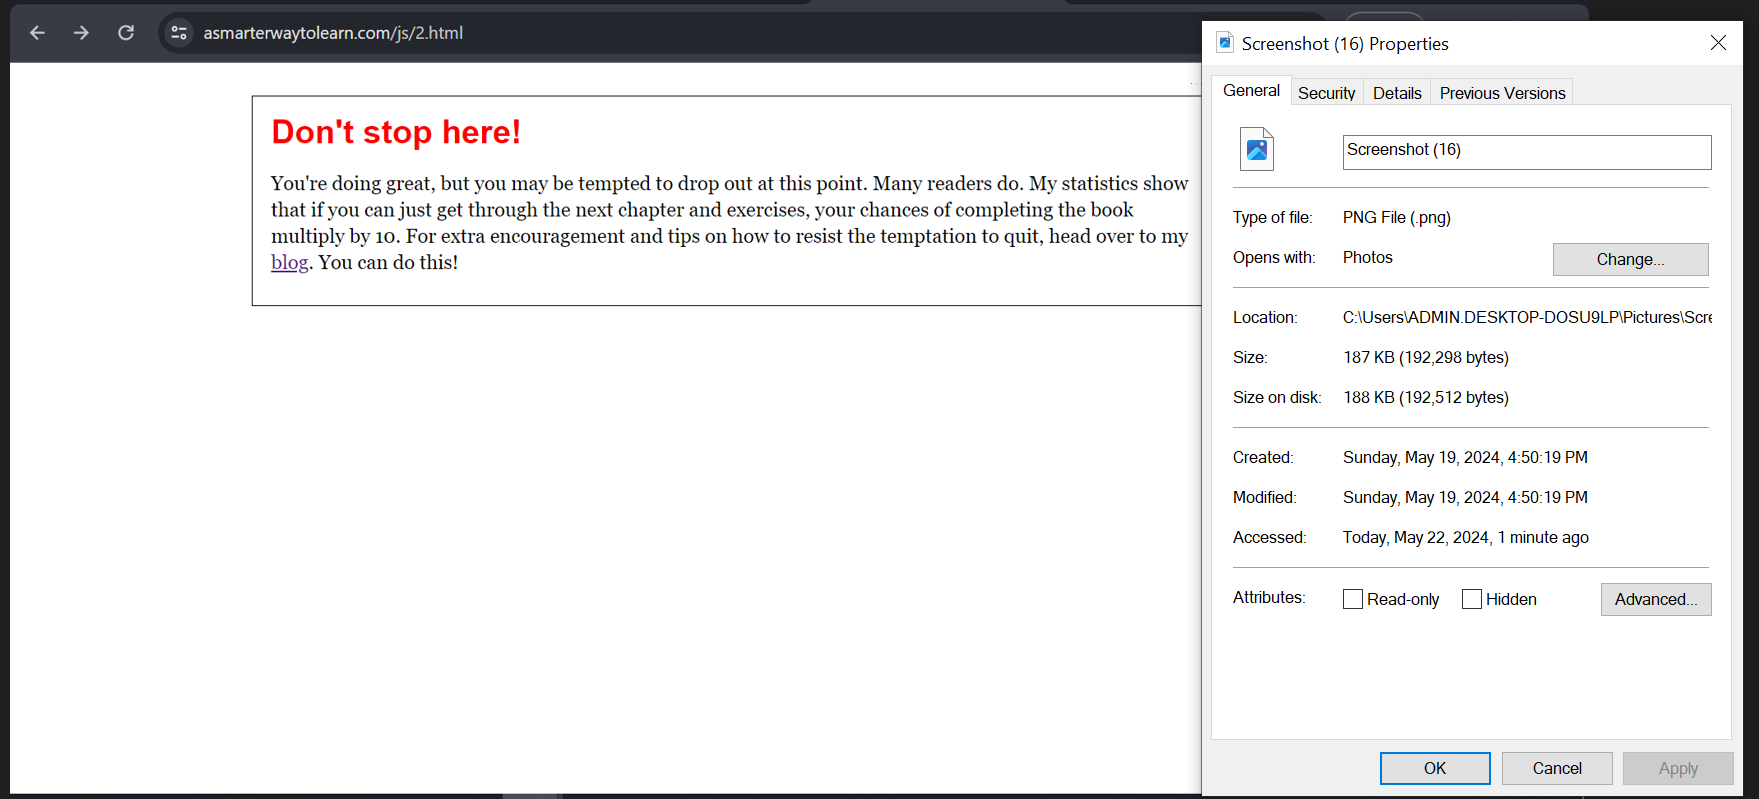 asmarterwaytolearn.com/js/2.html
Don't stop here!
You're doing great, but you may be tempted to drop out at this point. Many readers do. My statistics show
that if you can just get through the next chapter and exercises, your chances of completing the book
multiply by 10. For extra encouragement and tips on how to resist the temptation to quit, head over to my
blog. You can do this!
Screenshot (16) Properties
General Security Details Previous Versions
Screenshot (16)
Type of file: PNG File (.png)
Opens with: Photos Change...
Location: C:\Users\ADMIN.DESKTOP-DOSU9LP\Pictures\Scre
Size: 187 KB (192,298 bytes)
Size on disk: 188 KB (192,512 bytes)
Created: Sunday, May 19, 2024, 4:50:19 PM
Modified: Sunday, May 19, 2024, 4:50:19 PM
Accessed: Today, May 22, 2024, 1 minute ago
Attributes: Read-only Hidden Advanced...
OK Cancel Apply